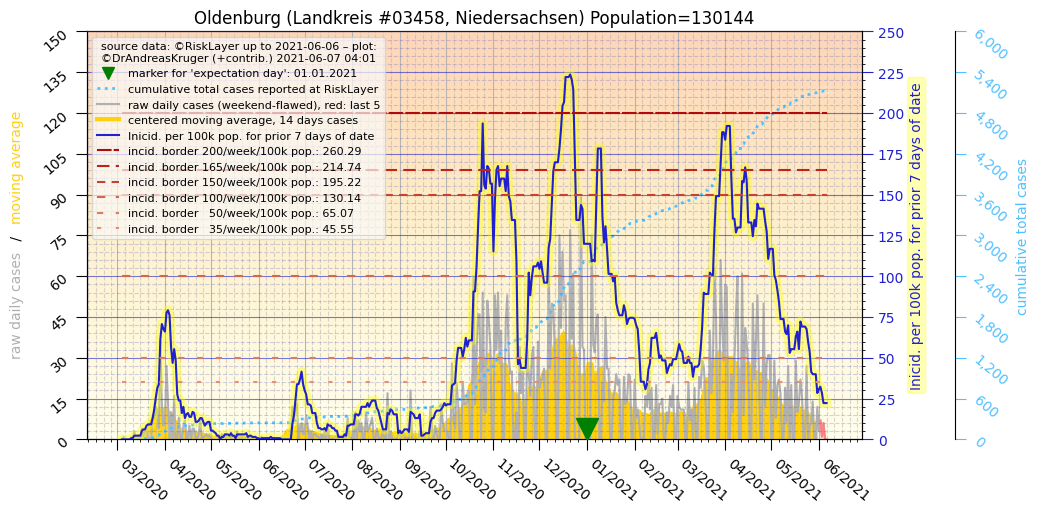 Oldenburg (Landkreis #03458, Niedersachsen) Population=130144
source data: ©RiskLayer up to 2021-06-06 – plot:
©DrAndreasKruger (+contrib.) 2021-06-07 04:01
marker for 'expectation day': 01.01.2021
cumulative total cases reported at RiskLayer
raw daily cases (weekend-flawed), red: last 5
centered moving average, 14 days cases
Inicid. per 100k pop. for prior 7 days of date
incid. border 200/week/100k pop.: 260.29
incid. border 165/week/100k pop.: 214.74
incid. border 150/week/100k pop.: 195.22
incid. border 100/week/100k pop.: 130.14
incid. border 50/week/100k pop.: 65.07
incid. border 35/week/100k pop.: 45.55
raw daily cases / moving average
150
135
120
105
90
75
60
45
30
15
0
03/2020
04/2020
05/2020
06/2020
07/2020
08/2020
09/2020
10/2020
11/2020
12/2020
01/2021
02/2021
03/2021
04/2021
05/2021
06/2021
250
225
200
175
150
125
100
75
50
25
0
Inicid. per 100k pop. for prior 7 days of date
6,000
5,400
4,800
4,200
3,600
3,000
2,400
1,800
1,200
600
0
cumulative total cases